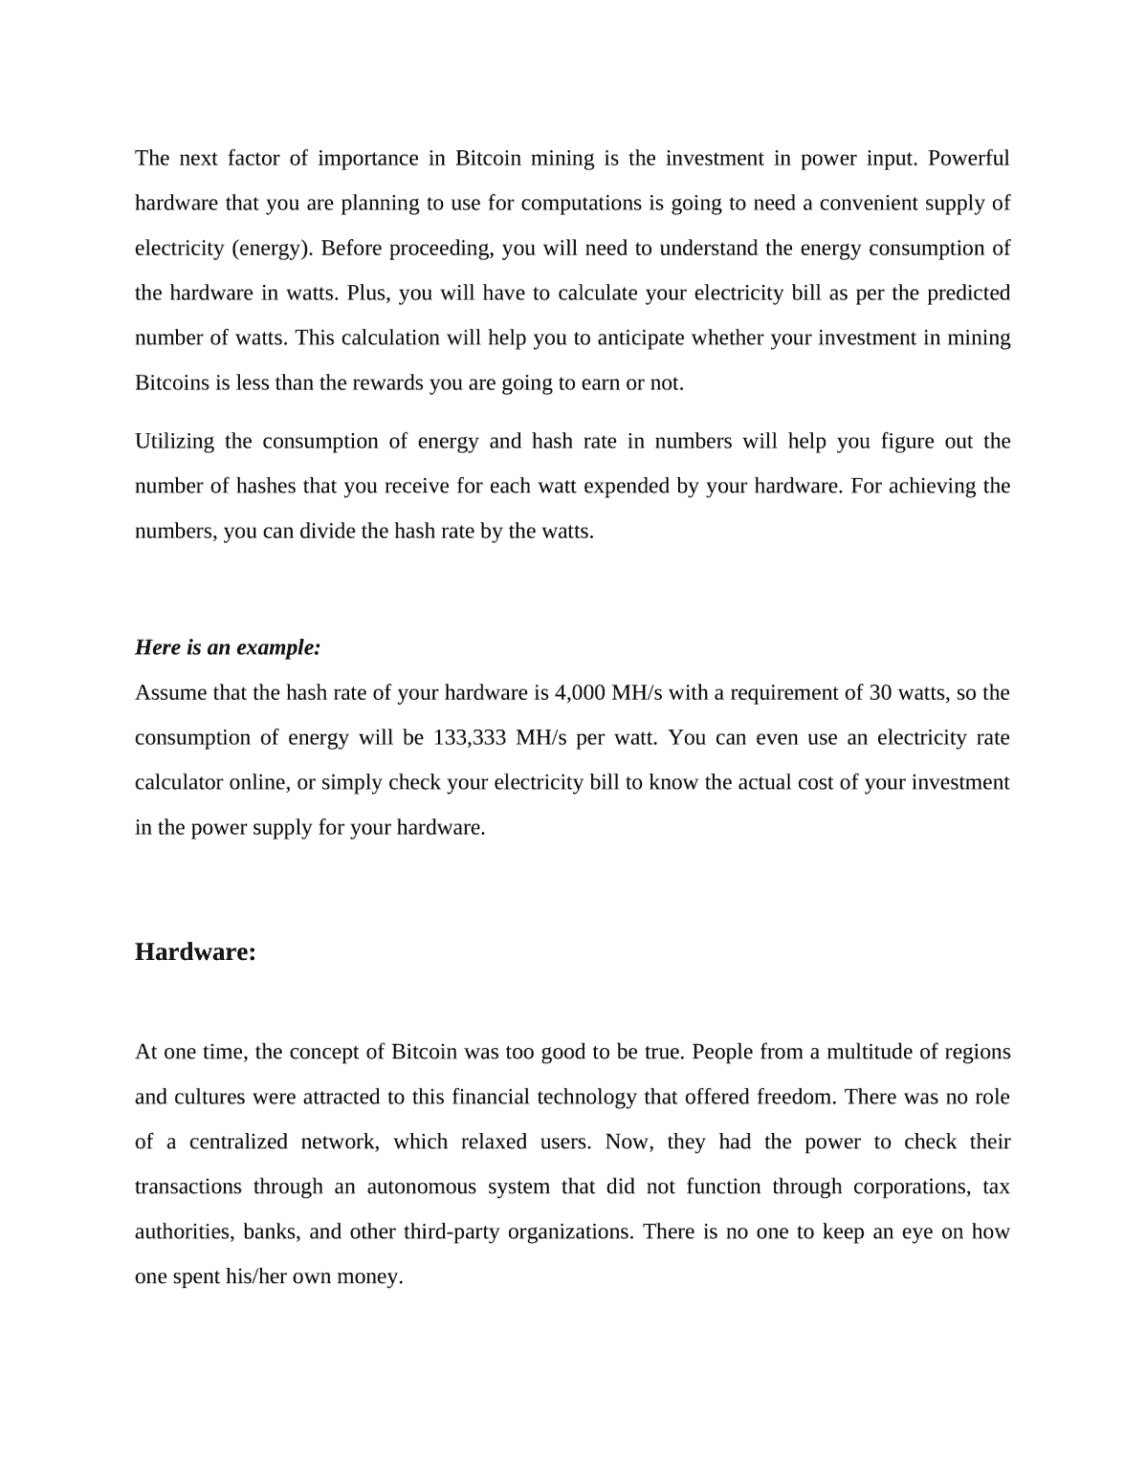 The next factor of importance in Bitcoin mining is the investment in power input. Powerful
hardware that you are planning to use for computations is going to need a convenient supply of
electricity (energy). Before proceeding, you will need to understand the energy consumption of
the hardware in watts. Plus, you will have to calculate your electricity bill as per the predicted
number of watts. This calculation will help you to anticipate whether your investment in mining
Bitcoins is less than the rewards you are going to earn or not.
Utilizing the consumption of energy and hash rate in numbers will help you figure out the
number of hashes that you receive for each watt expended by your hardware. For achieving the
numbers, you can divide the hash rate by the watts.
Here is an example:
Assume that the hash rate of your hardware is 4,000 MH/s with a requirement of 30 watts, so the
consumption of energy will be 133,333 MH/s per watt. You can even use an electricity rate
calculator online, or simply check your electricity bill to know the actual cost of your investment
in the power supply for your hardware.
Hardware:
At one time, the concept of Bitcoin was too good to be true. People from a multitude of regions
and cultures were attracted to this financial technology that offered freedom. There was no role
of a centralized network, which relaxed users. Now, they had the power to check their
transactions through an autonomous system that did not function through corporations, tax
authorities, banks, and other third-party organizations. There is no one to keep an eye on how
one spent his/her own money.